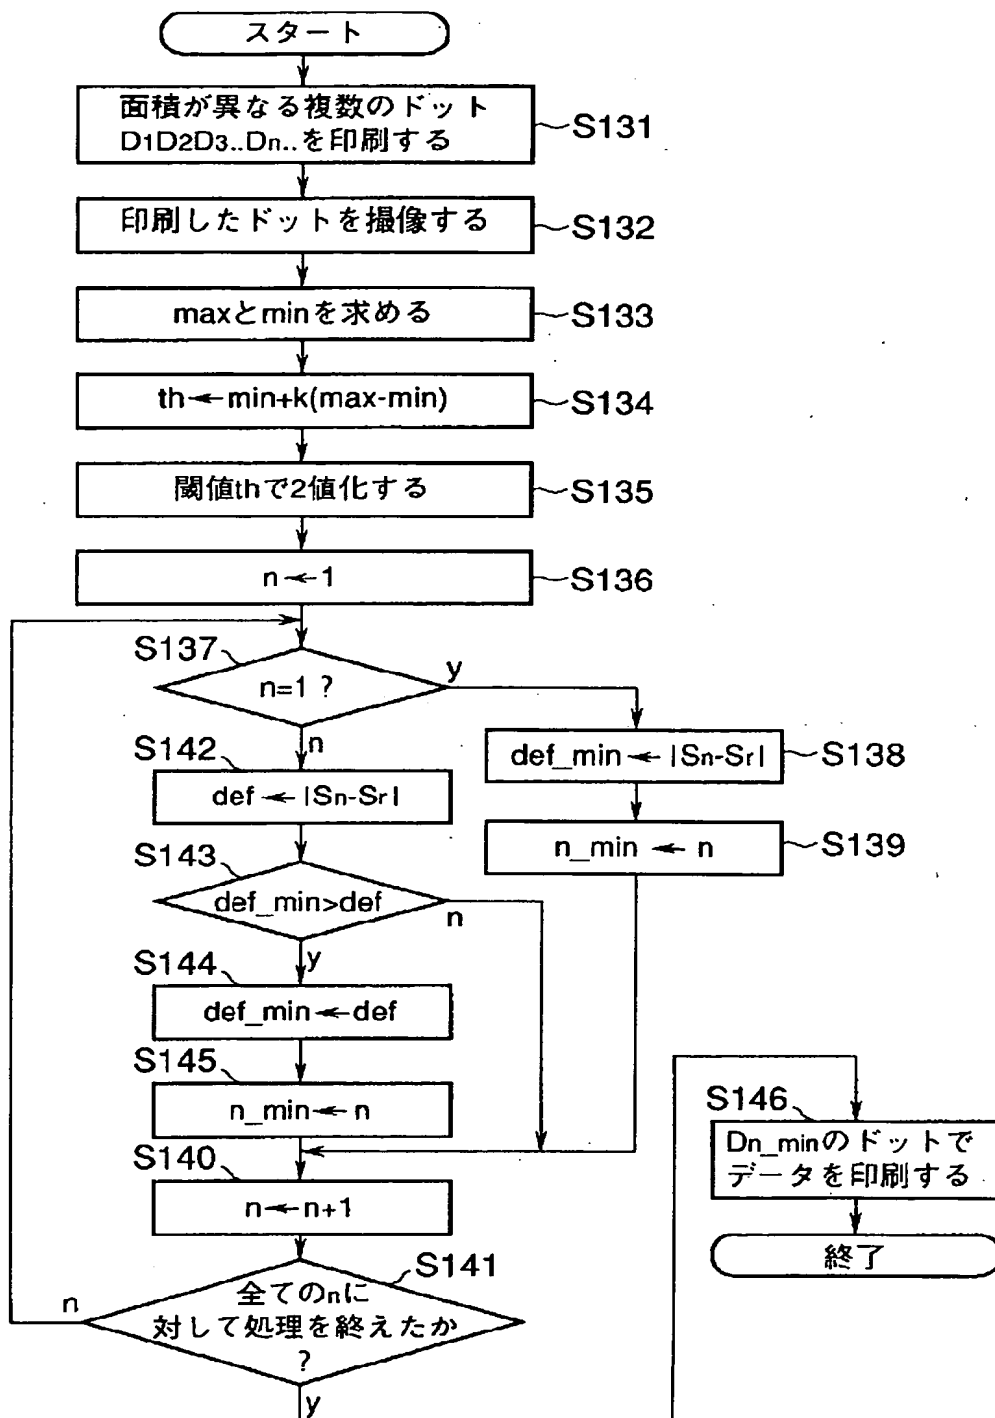 スタート
面積が異なる複数のドット
D1D2D3..Dn..を印刷する
S131
印刷したドットを撮像する
S132
maxとminを求める
S133
th←min+k(max-min)
S134
閾値thで2値化する
S135
n←1
S136
S137
n=1 ?
y
n
def_min←|Sn-Sr|
S138
n_min ← n
S139
S142
def←|Sn-Sr|
S143
def_min>def
n
y
S144
def_min←def
S145
n_min←n
S140
n←n+1
S141
全てのnに
対して処理を終えたか
?
n
y
S146
Dn_minのドットで
データを印刷する
終了